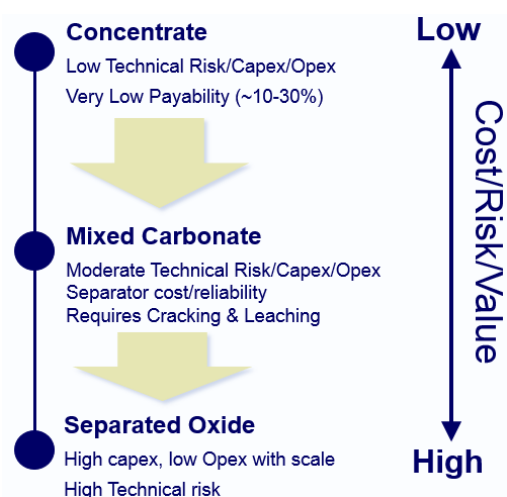 Concentrate
Low Technical Risk/Capex/Opex
Very Low Payability (~10-30%)
Mixed Carbonate
Moderate Technical Risk/Capex/Opex
Separator cost/reliability
Requires Cracking & Leaching
Separated Oxide
High capex, low Opex with scale
High Technical risk
Low
Cost/Risk/Value
High